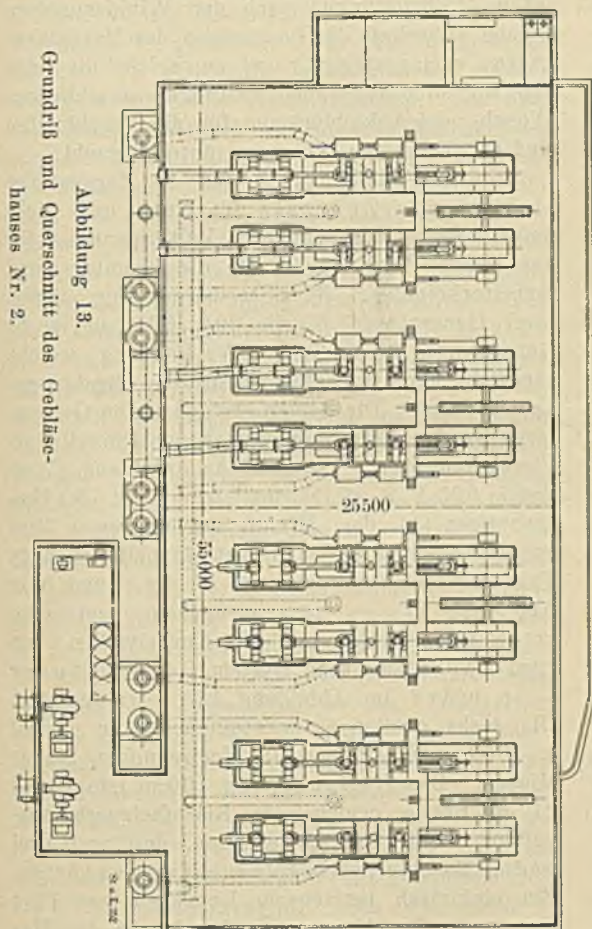 Abbildung 13.
Grundriß und Querschnitt des Gebläse-
hauses Nr. 2.
25500
55000